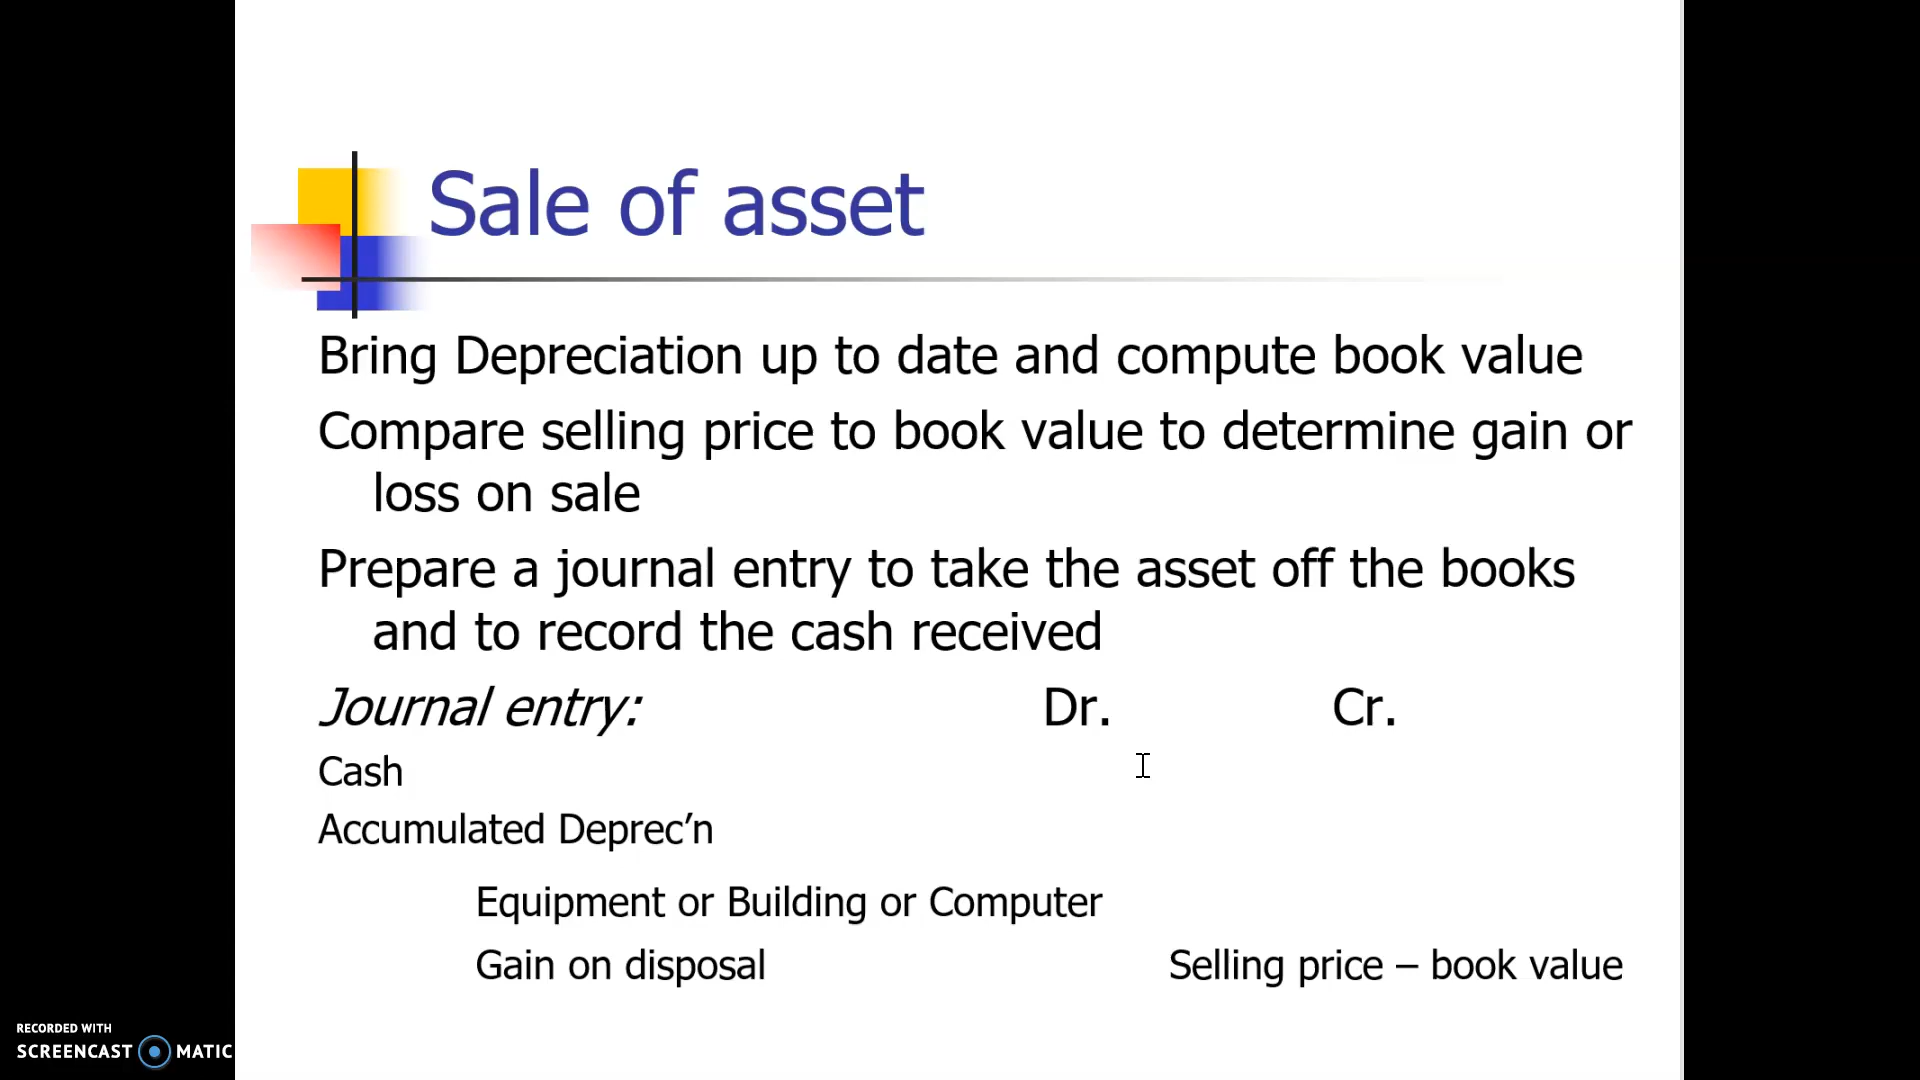 Sale of asset
Bring Depreciation up to date and compute book value
Compare selling price to book value to determine gain or
loss on sale
Prepare a journal entry to take the asset off the books
and to record the cash received
Journal entry: Dr. Cr.
Cash
Accumulated Deprec’n
Equipment or Building or Computer
Gain on disposal Selling price – book value
RECORDED WITH
SCREENCAST MATIC